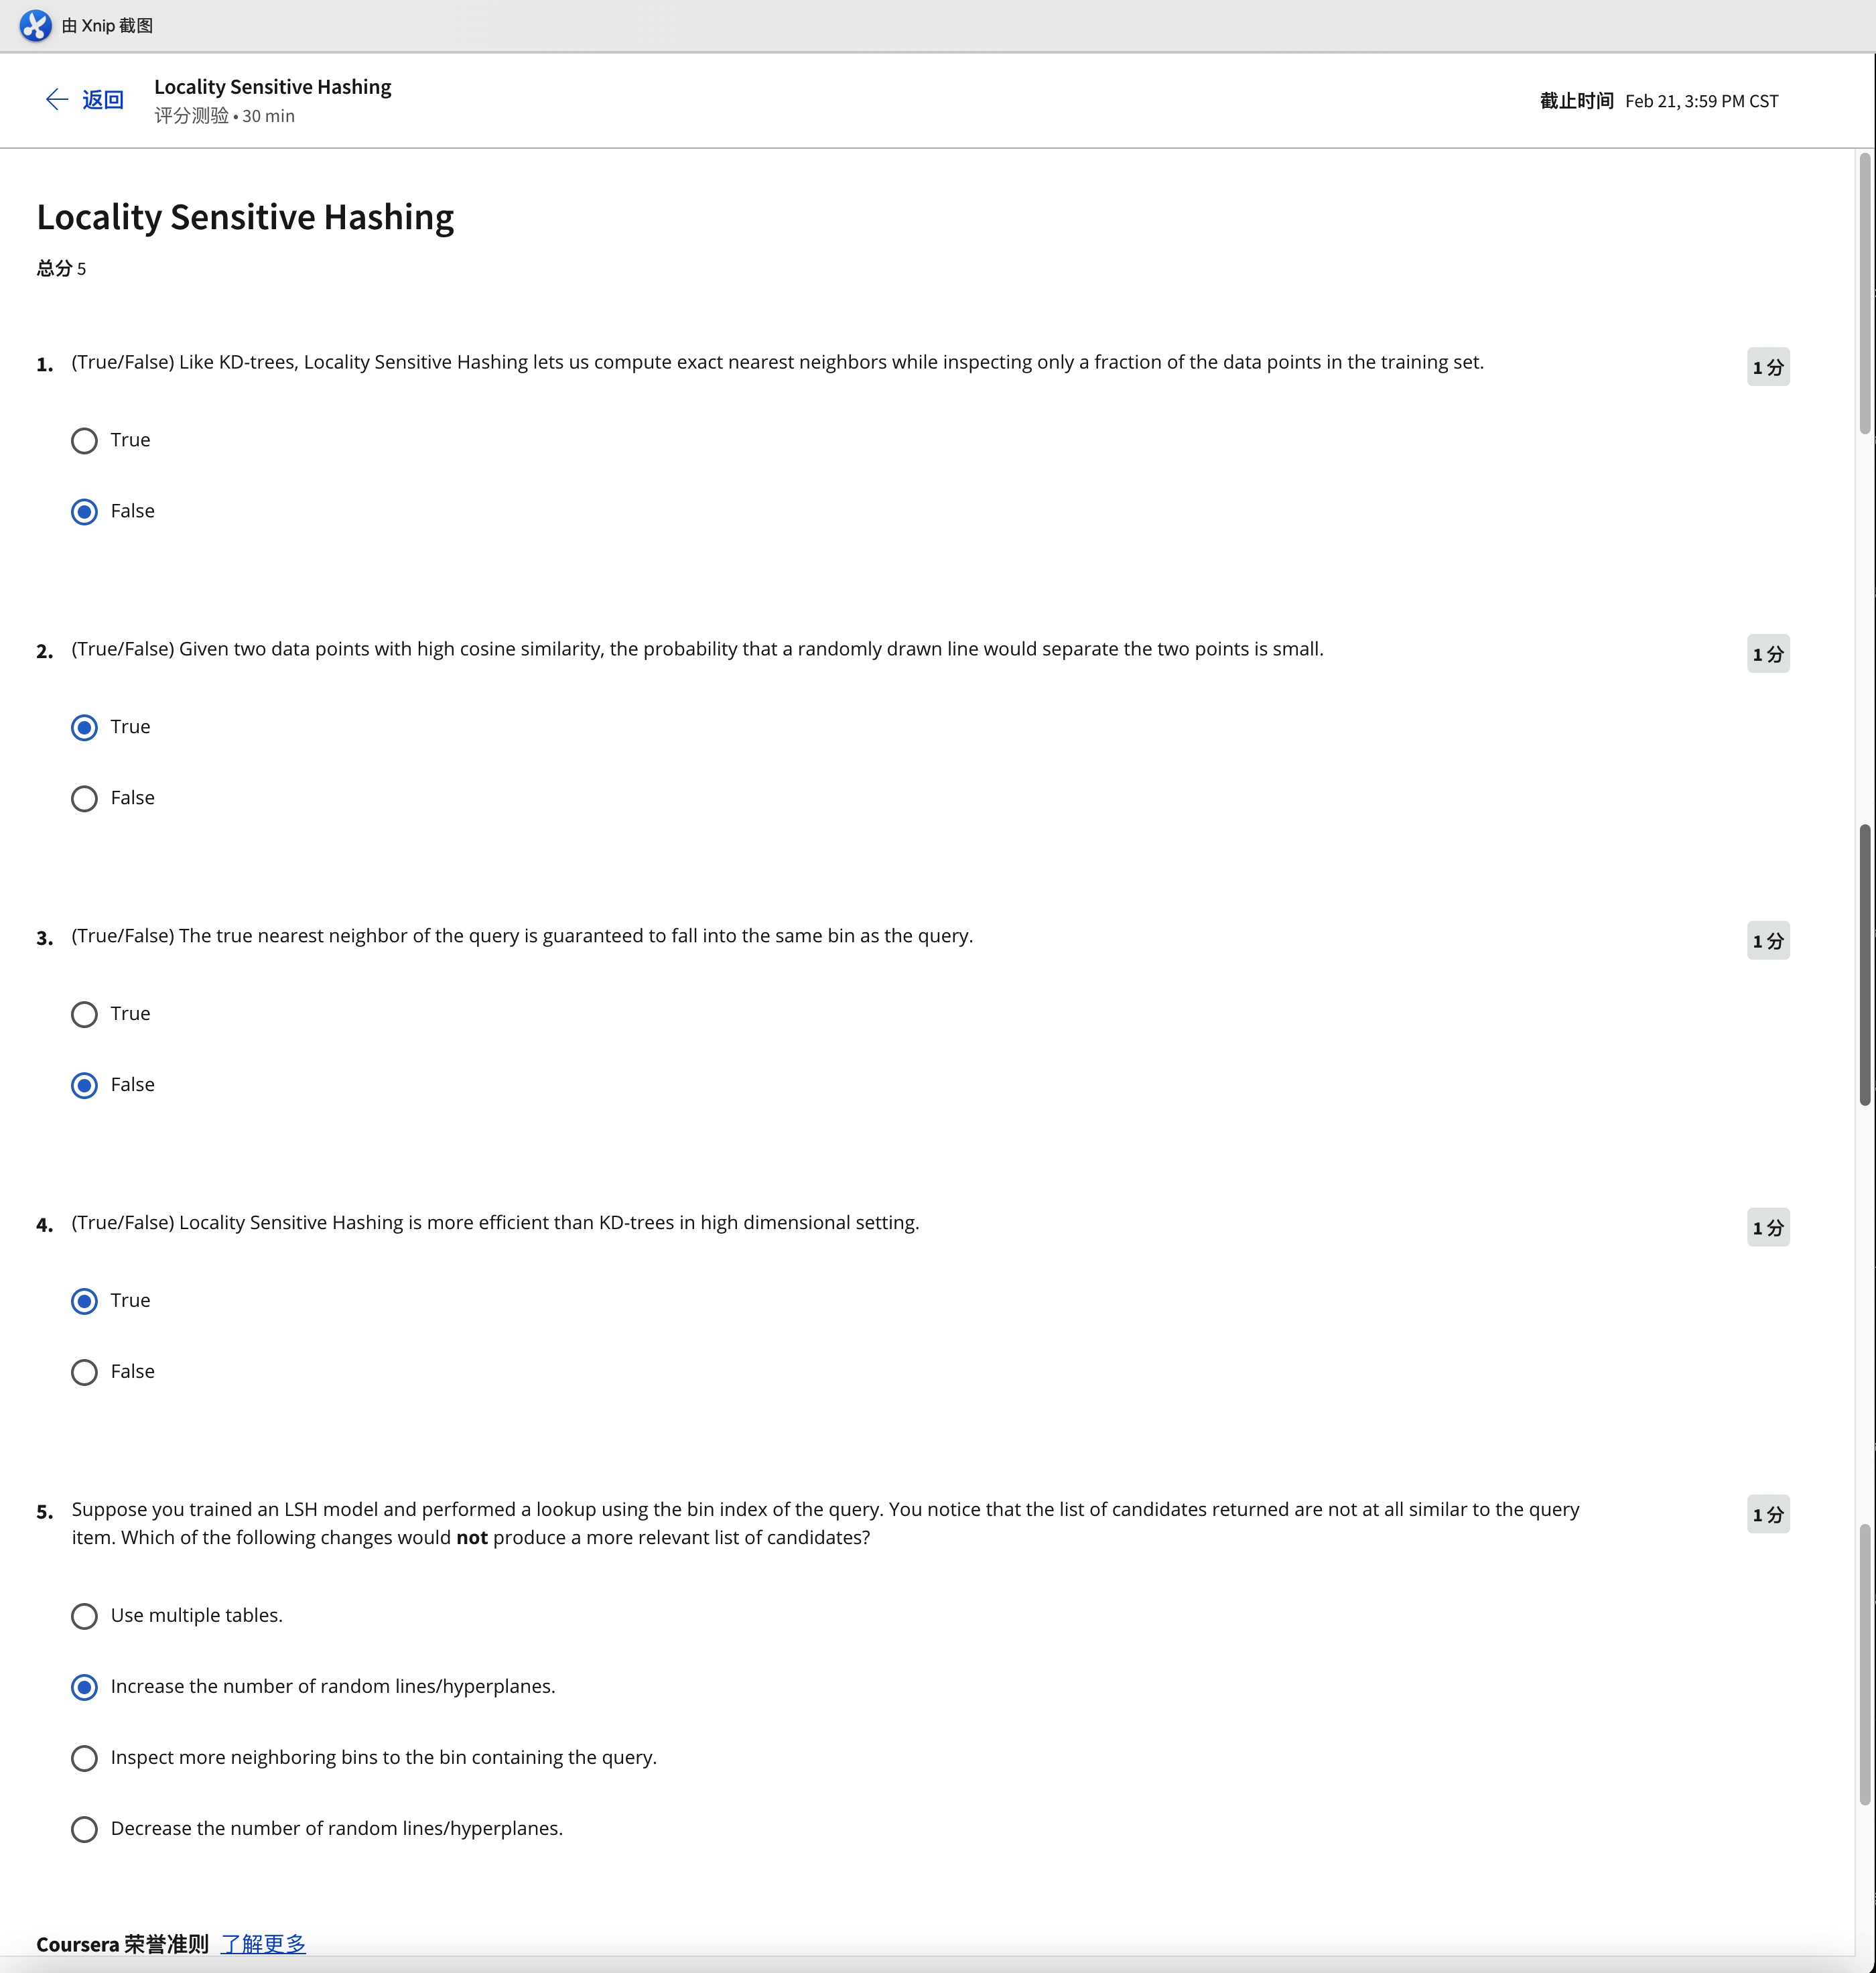 由 Xnip 截图
返回
Locality Sensitive Hashing
评分测验 • 30 min
截止时间 Feb 21, 3:59 PM CST
Locality Sensitive Hashing
总分 5
1. (True/False) Like KD-trees, Locality Sensitive Hashing lets us compute exact nearest neighbors while inspecting only a fraction of the data points in the training set.
1 分
True
False
2. (True/False) Given two data points with high cosine similarity, the probability that a randomly drawn line would separate the two points is small.
1 分
True
False
3. (True/False) The true nearest neighbor of the query is guaranteed to fall into the same bin as the query.
1 分
True
False
4. (True/False) Locality Sensitive Hashing is more efficient than KD-trees in high dimensional setting.
1 分
True
False
5. Suppose you trained an LSH model and performed a lookup using the bin index of the query. You notice that the list of candidates returned are not at all similar to the query
item. Which of the following changes would not produce a more relevant list of candidates?
1 分
Use multiple tables.
Increase the number of random lines/hyperplanes.
Inspect more neighboring bins to the bin containing the query.
Decrease the number of random lines/hyperplanes.
Coursera 荣誉准则 了解更多